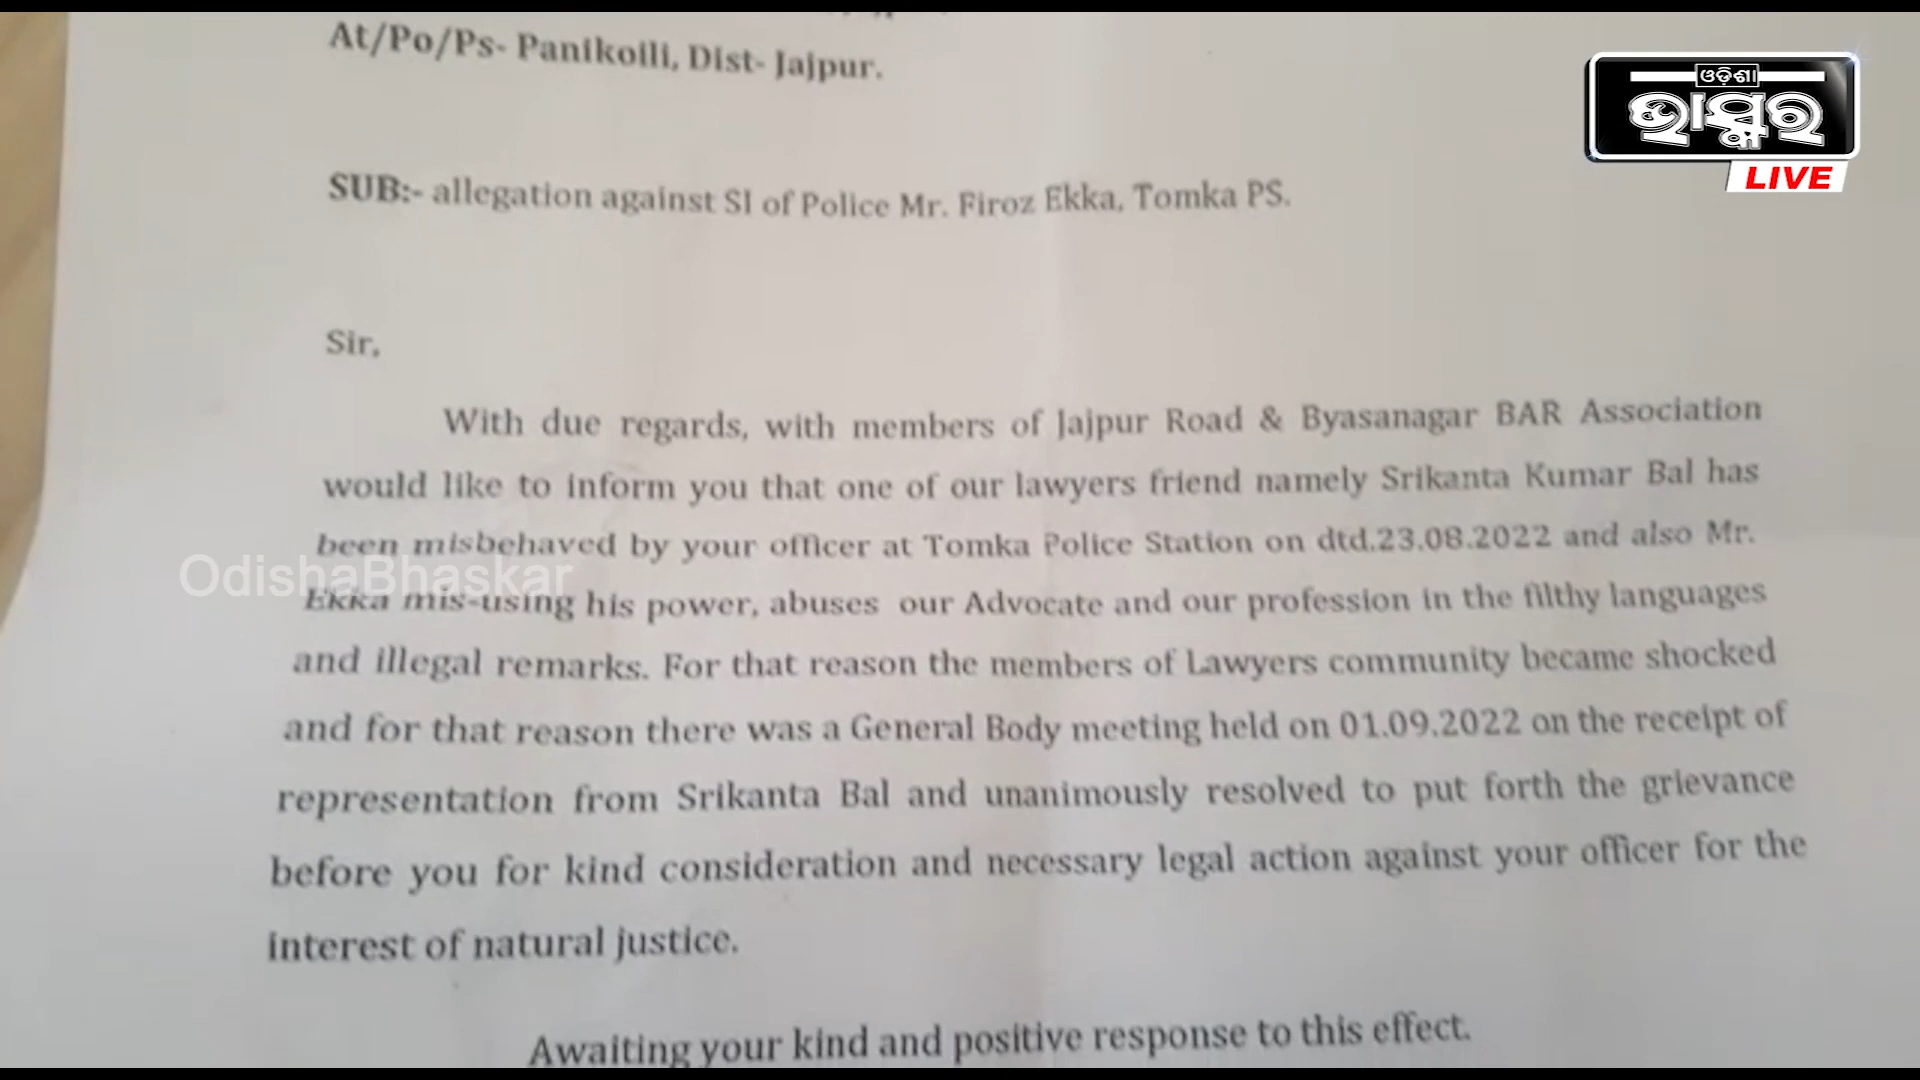 At/Po/Ps- Panikoili, Dist- Jajpur.
ଓଡ଼ିଶା
ଭାସ୍କର
LIVE
SUB:- allegation against SI of Police Mr. Firoz Ekka, Tomka PS.
Sir,
With due regards, with members of Jajpur Road & Byasanagar BAR Association
would like to inform you that one of our lawyers friend namely Srikanta Kumar Bal has
been misbehaved by your officer at Tomka Police Station on dtd.23.08.2022 and also Mr.
OdishaBhaskar
Ekka mis-using his power, abuses our Advocate and our profession in the filthy languages
and illegal remarks. For that reason the members of Lawyers community became shocked
and for that reason there was a General Body meeting held on 01.09.2022 on the receipt of
representation from Srikanta Bal and unanimously resolved to put forth the grievance
before you for kind consideration and necessary legal action against your officer for the
interest of natural justice.
Awaiting your kind and positive response to this effect.